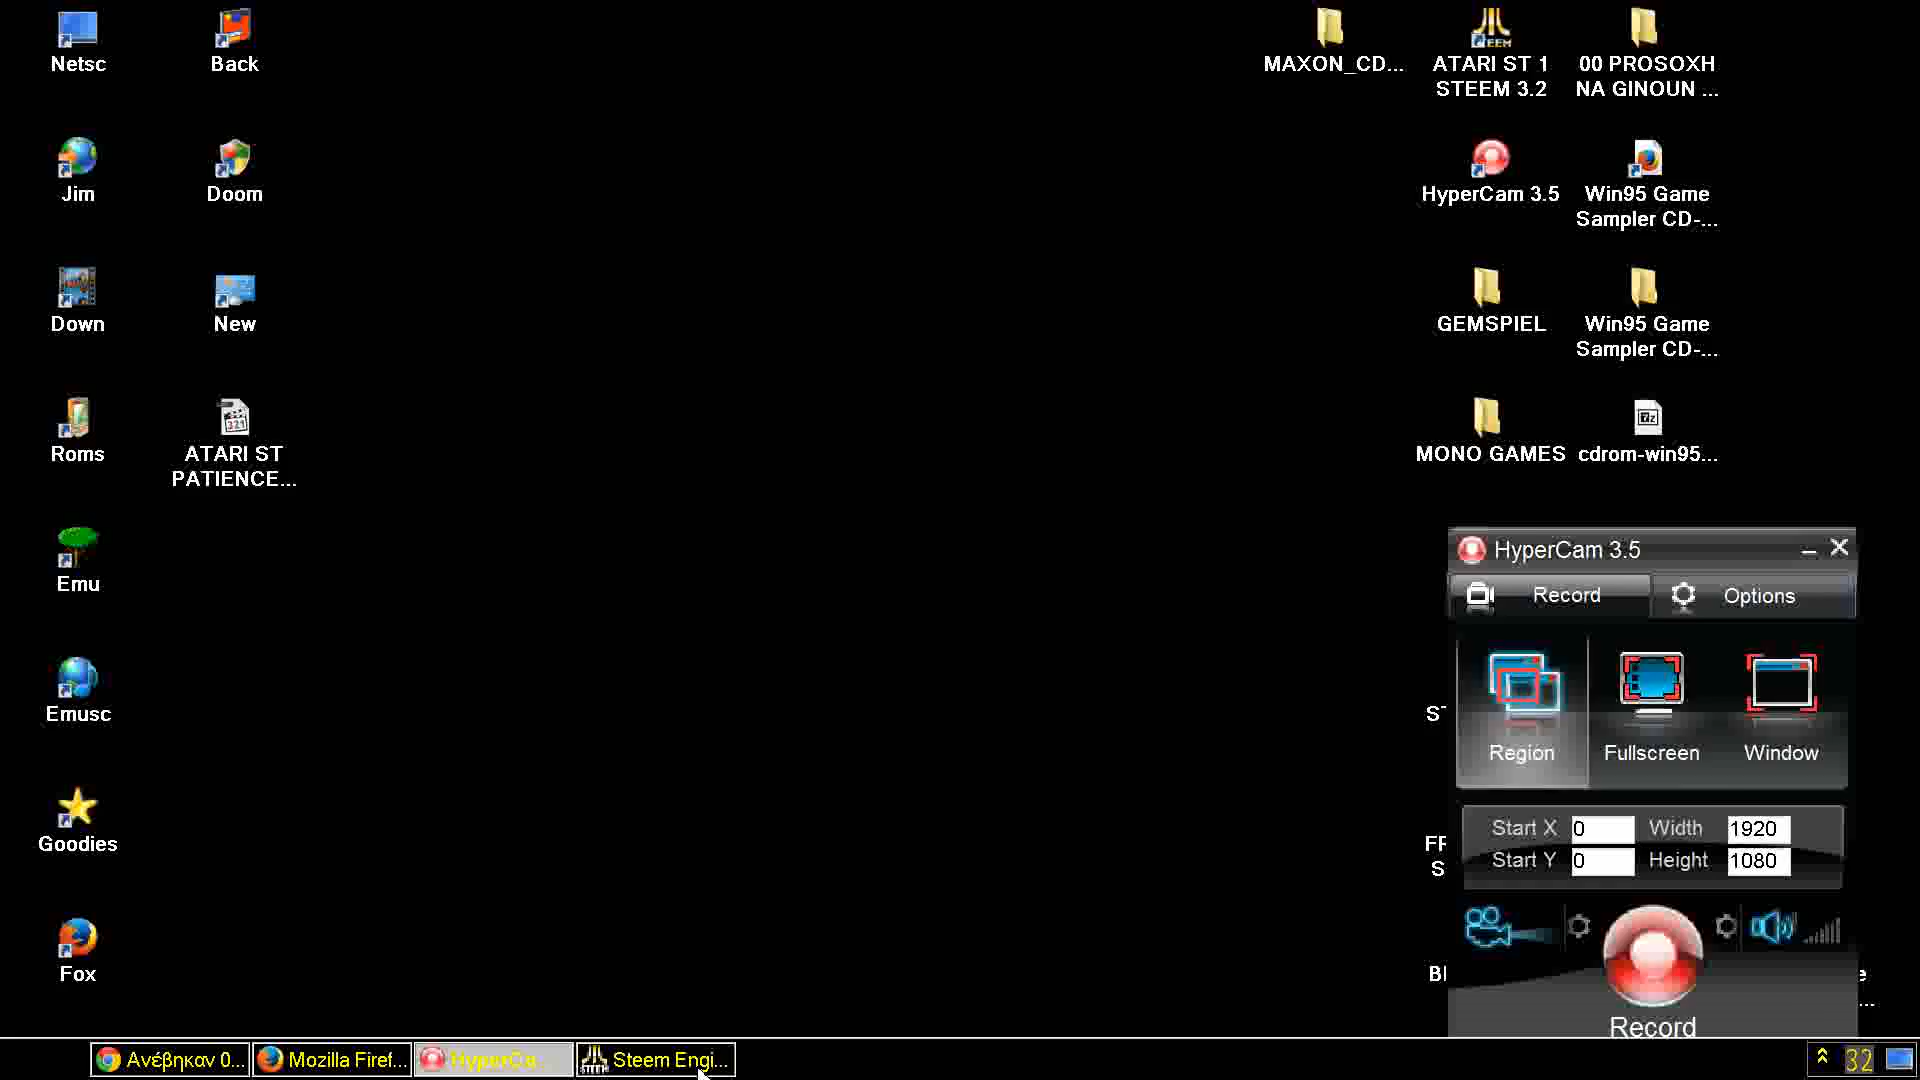 Netsc
Back
MAXON_CD...
ATARI ST 1
STEEM 3.2
00 PROSOXH
NA GINOUN ...
Jim
Doom
HyperCam 3.5
Win95 Game
Sampler CD-...
Down
New
GEMSPIEL
Win95 Game
Sampler CD-...
Roms
ATARI ST
PATIENCE...
MONO GAMES
cdrom-win95...
Emu
HyperCam 3.5
Record
Options
Emusc
Region
Fullscreen
Window
Goodies
Start X 0 Width 1920
Start Y 0 Height 1080
Fox
Record
Ανέβηκαν 0...
Mozilla Firef...
HyperCa...
Steem Engi...
32